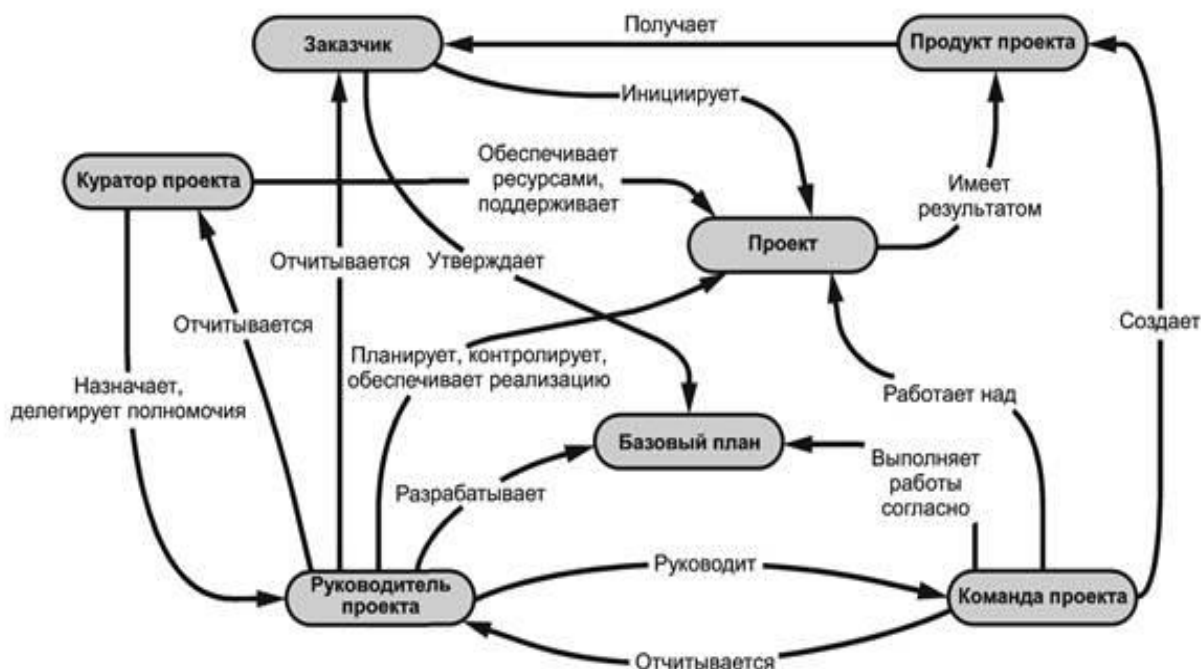 Получает
Заказчик
Продукт проекта
Инициирует
Обеспечивает
ресурсами,
поддерживает
Куратор проекта
Имеет
результатом
Проект
Отчитывается
Утверждает
Отчитывается
Создает
Планирует, контролирует,
обеспечивает реализацию
Назначает,
делегирует полномочия
Работает над
Базовый план
Выполняет
работы
согласно
Разрабатывает
Руководит
Руководитель
проекта
Команда проекта
Отчитывается